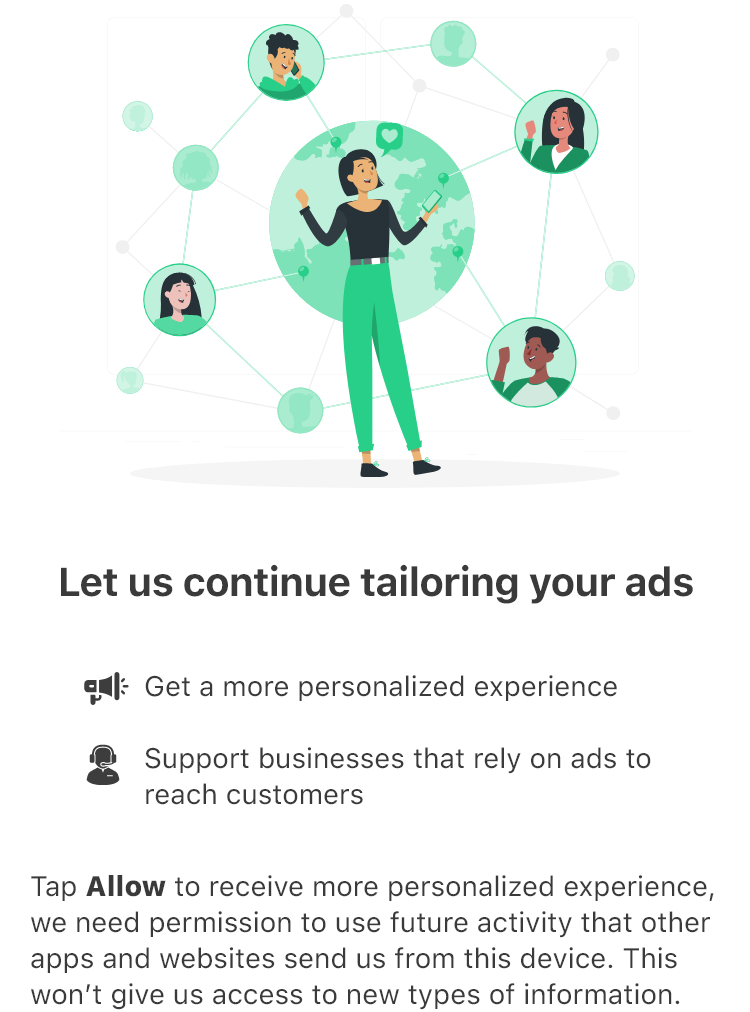 Let us continue tailoring your ads
Get a more personalized experience
Support businesses that rely on ads to
reach customers
Tap Allow to receive more personalized experience,
we need permission to use future activity that other
apps and websites send us from this device. This
won’t give us access to new types of information.